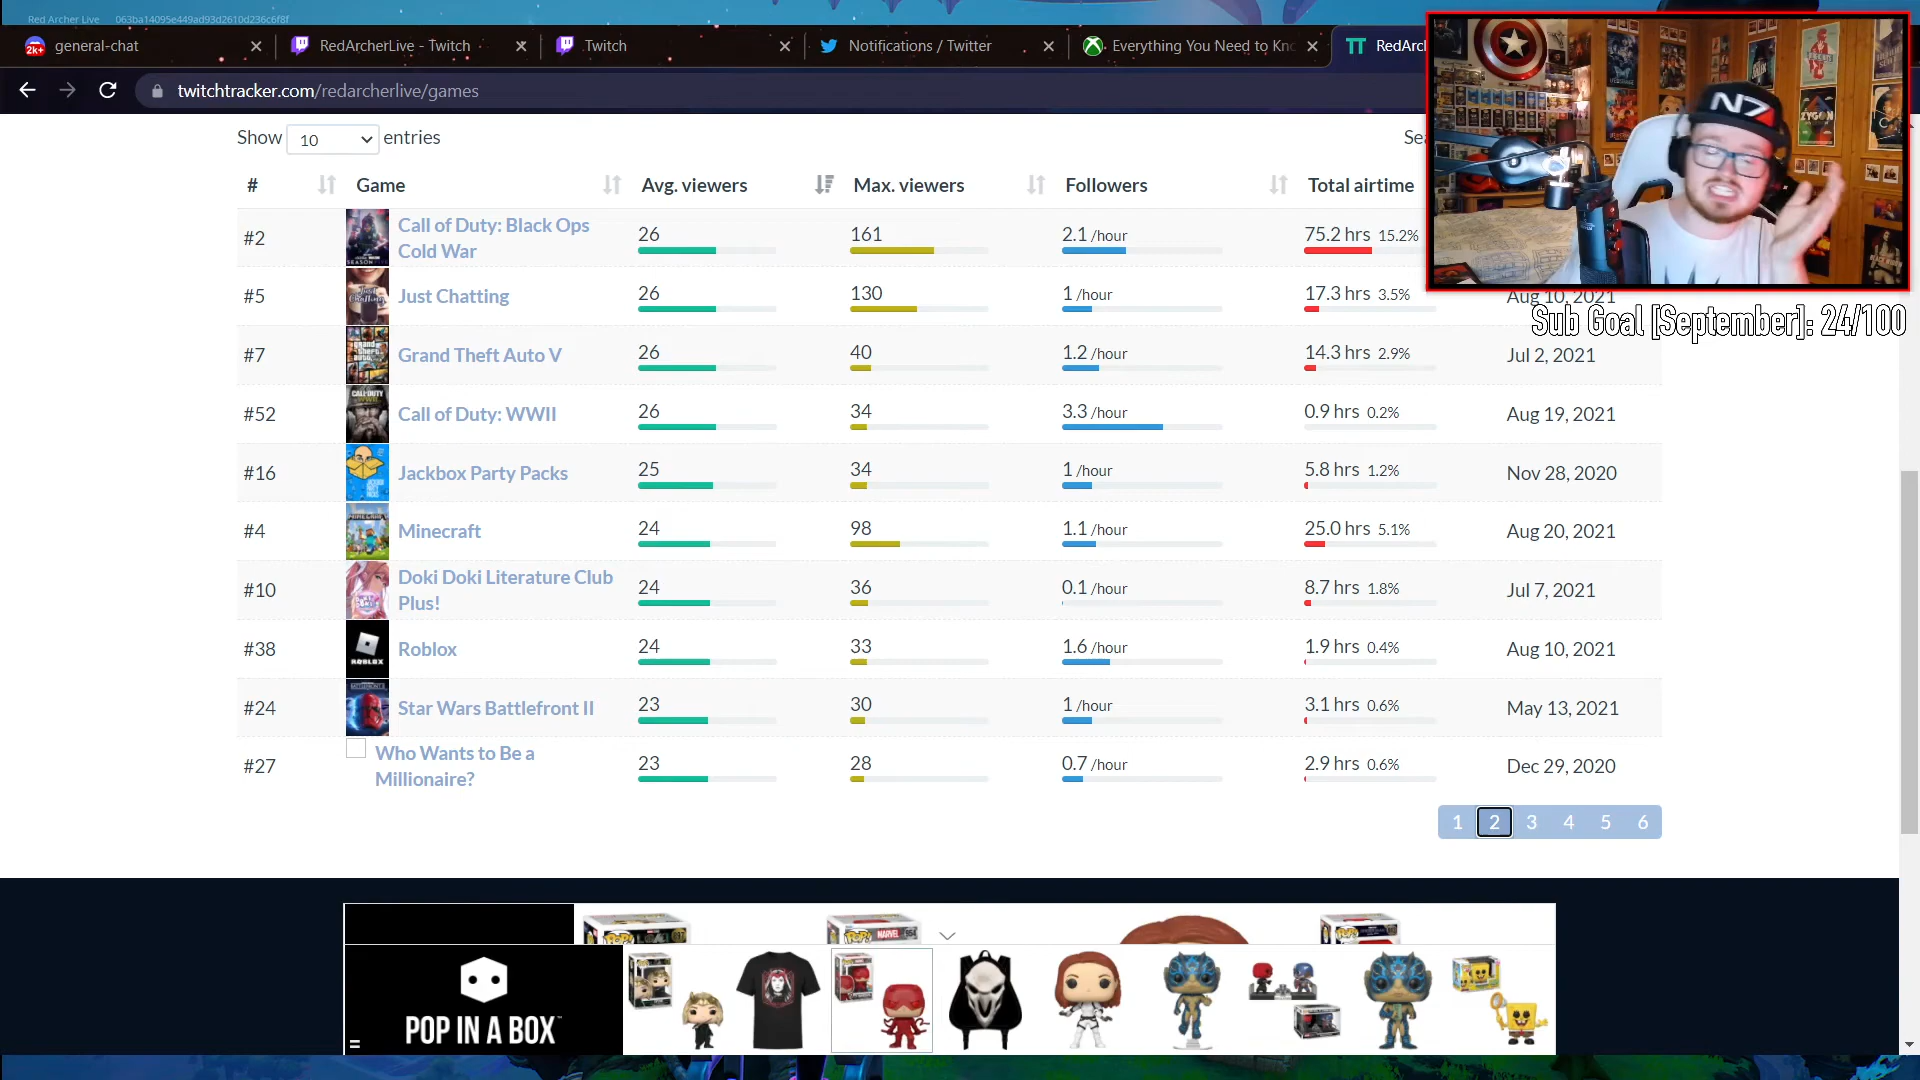 Red Archer Live 063ba14095e449ad93d2610d236c6f8f
2k+ general-chat
RedArcherLive - Twitch
Twitch
Notifications / Twitter
Everything You Need to Kno
RedArc
twitchtracker.com/redarcherlive/games
N7
Show 10 entries
Sea
# Game Avg. viewers Max. viewers Followers Total airtime
#2 Call of Duty: Black Ops Cold War 26 161 2.1 /hour 75.2 hrs 15.2%
#5 Just Chatting 26 130 1 /hour 17.3 hrs 3.5% Aug 10, 2021
Sub Goal [September]: 24/100
#7 Grand Theft Auto V 26 40 1.2 /hour 14.3 hrs 2.9% Jul 2, 2021
#52 Call of Duty: WWII 26 34 3.3 /hour 0.9 hrs 0.2% Aug 19, 2021
#16 Jackbox Party Packs 25 34 1 /hour 5.8 hrs 1.2% Nov 28, 2020
#4 Minecraft 24 98 1.1 /hour 25.0 hrs 5.1% Aug 20, 2021
#10 Doki Doki Literature Club Plus! 24 36 0.1 /hour 8.7 hrs 1.8% Jul 7, 2021
#38 Roblox 24 33 1.6 /hour 1.9 hrs 0.4% Aug 10, 2021
#24 Star Wars Battlefront II 23 30 1 /hour 3.1 hrs 0.6% May 13, 2021
#27 Who Wants to Be a Millionaire? 23 28 0.7 /hour 2.9 hrs 0.6% Dec 29, 2020
1 2 3 4 5 6
POP IN A BOX